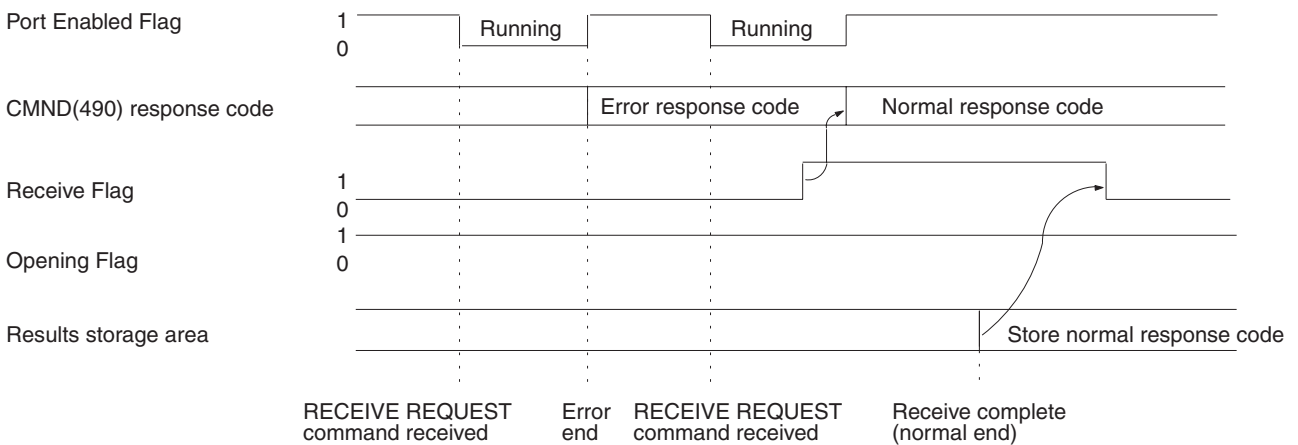 Port Enabled Flag
1
0
Running
Running
CMND(490) response code
Error response code
Normal response code
Receive Flag
1
0
Opening Flag
1
0
Results storage area
Store normal response code
RECEIVE REQUEST
command received
Error
end
RECEIVE REQUEST
command received
Receive complete
(normal end)